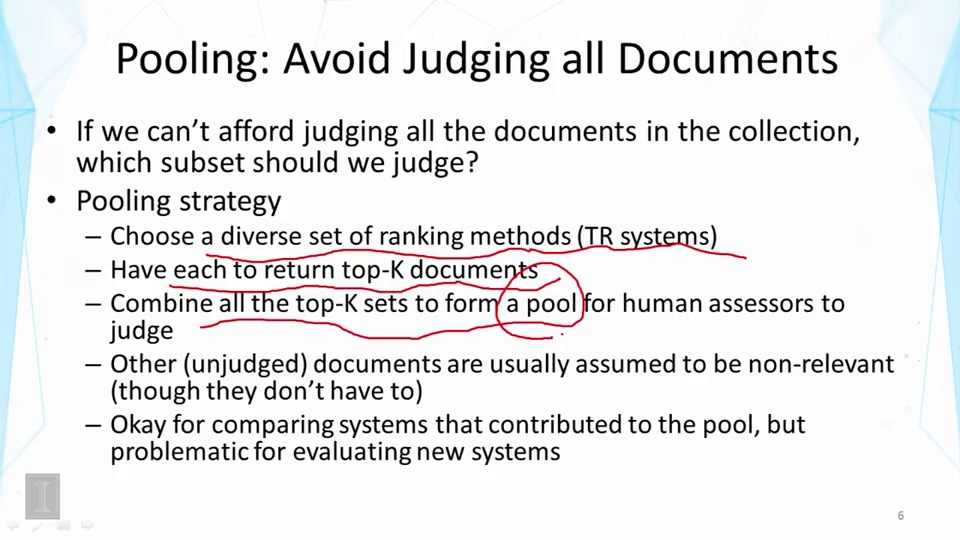 Pooling: Avoid Judging all Documents
• If we can't afford judging all the documents in the collection,
which subset should we judge?
• Pooling strategy
– Choose a diverse set of ranking methods (TR systems)
– Have each to return top-K documents
– Combine all the top-K sets to form a pool for human assessors to
judge
– Other (unjudged) documents are usually assumed to be non-relevant
(though they don't have to)
– Okay for comparing systems that contributed to the pool, but
problematic for evaluating new systems
I
6